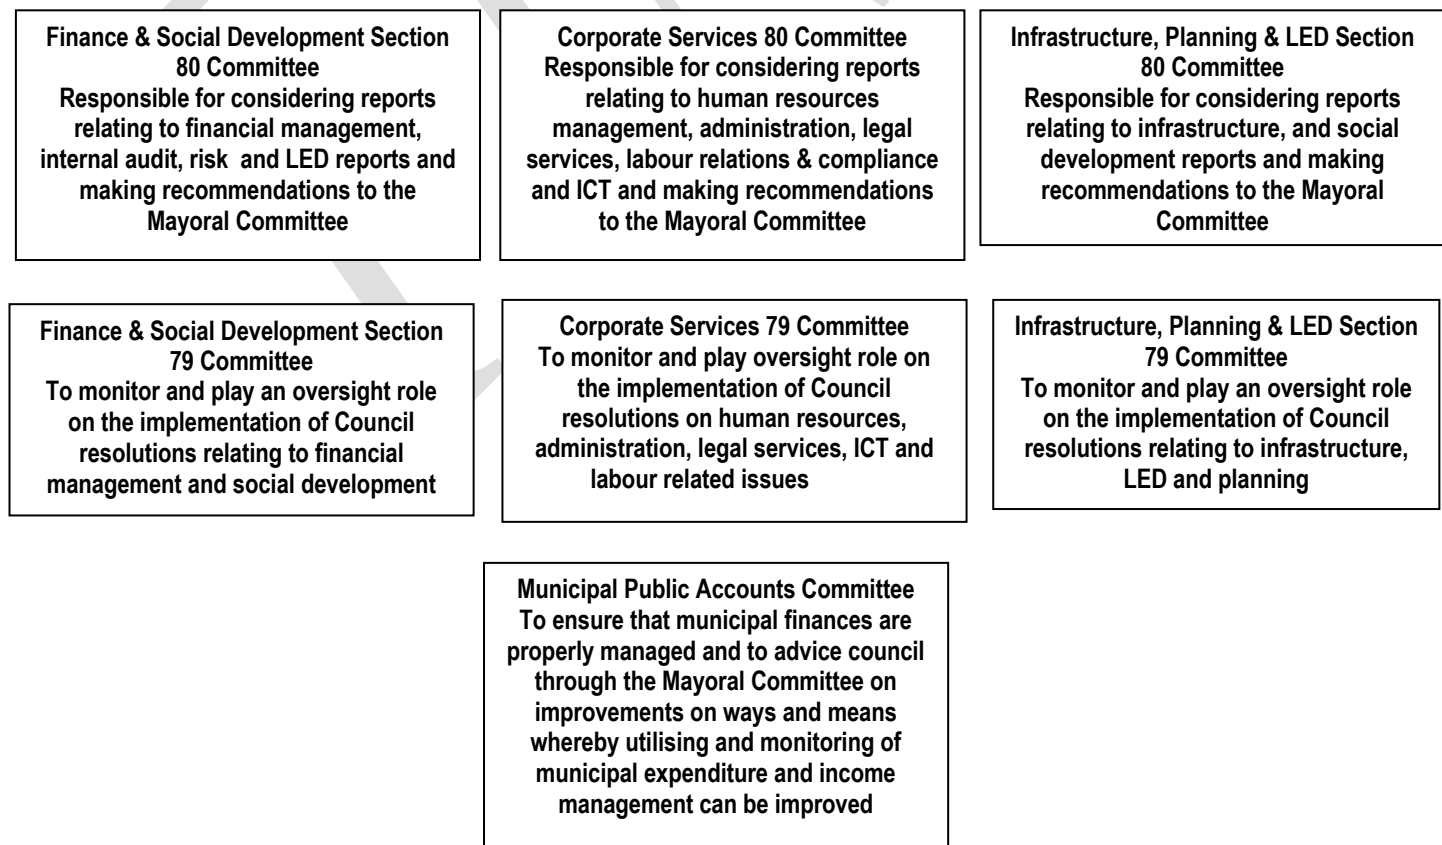 Finance & Social Development Section
80 Committee
Responsible for considering reports
relating to financial management,
internal audit, risk and LED reports and
making recommendations to the
Mayoral Committee
Corporate Services 80 Committee
Responsible for considering reports
relating to human resources
management, administration, legal
services, labour relations & compliance
and ICT and making recommendations
to the Mayoral Committee
Infrastructure, Planning & LED Section
80 Committee
Responsible for considering reports
relating to infrastructure, and social
development reports and making
recommendations to the Mayoral
Committee
Finance & Social Development Section
79 Committee
To monitor and play an oversight role
on the implementation of Council
resolutions relating to financial
management and social development
Corporate Services 79 Committee
To monitor and play oversight role on
the implementation of Council
resolutions on human resources,
administration, legal services, ICT and
labour related issues
Infrastructure, Planning & LED Section
79 Committee
To monitor and play an oversight role
on the implementation of Council
resolutions relating to infrastructure,
LED and planning
Municipal Public Accounts Committee
To ensure that municipal finances are
properly managed and to advice council
through the Mayoral Committee on
improvements on ways and means
whereby utilising and monitoring of
municipal expenditure and income
management can be improved